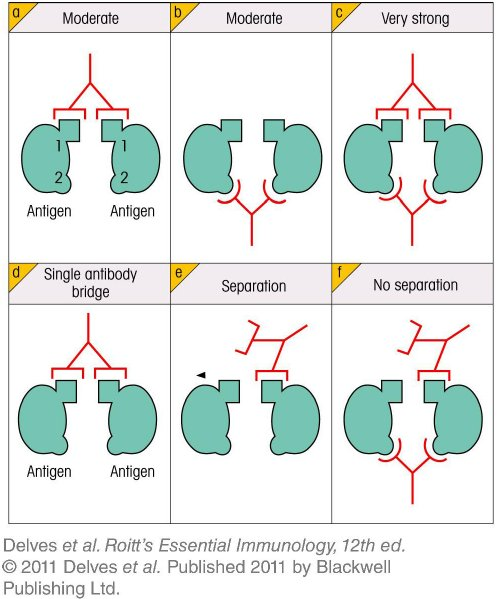 a Moderate
b Moderate
c Very strong
1 1
2 2
Antigen Antigen
d Single antibody
bridge
e Separation
f No separation
Antigen Antigen
Delves et al. Roitt's Essential Immunology, 12th ed.
© 2011 Delves et al. Published 2011 by Blackwell
Publishing Ltd.